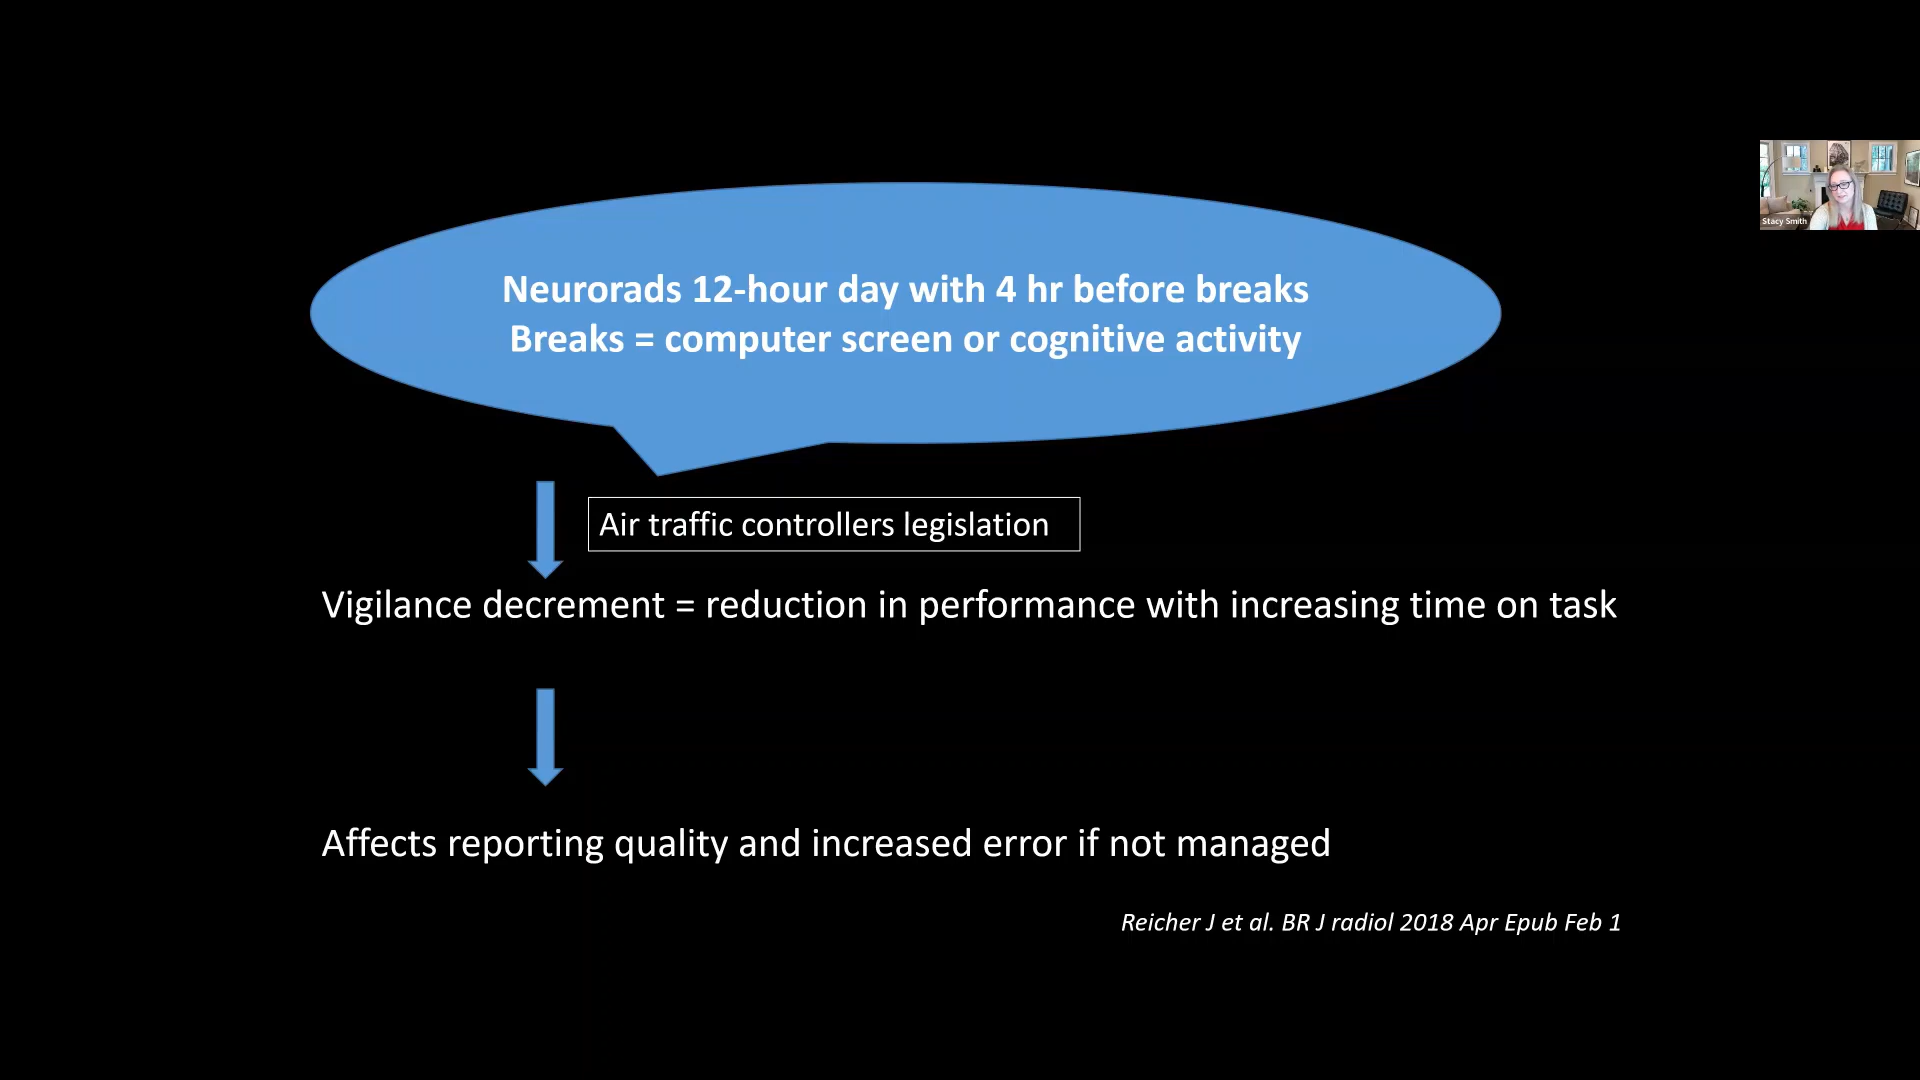 Neurorads 12-hour day with 4 hr before breaks
Breaks = computer screen or cognitive activity
Stacy Smith
Air traffic controllers legislation
Vigilance decrement = reduction in performance with increasing time on task
Affects reporting quality and increased error if not managed
Reicher J et al. BR J radiol 2018 Apr Epub Feb 1